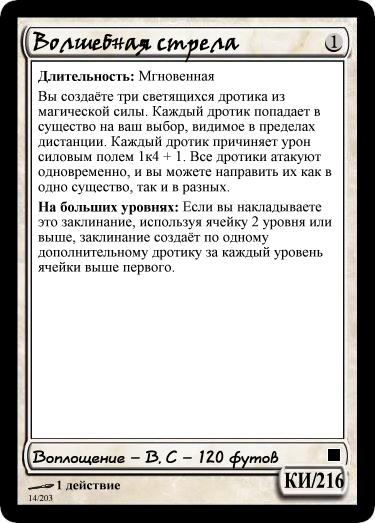 Волшебная стрела 1
Длительность: Мгновенная
Вы создаёте три светящихся дротика из
магической силы. Каждый дротик попадает в
существо на ваш выбор, видимое в пределах
дистанции. Каждый дротик причиняет урон
силовым полем 1к4 + 1. Все дротики атакуют
одновременно, и вы можете направить их как в
одно существо, так и в разных.
На больших уровнях: Если вы накладываете
это заклинание, используя ячейку 2 уровня или
выше, заклинание создаёт по одному
дополнительному дротику за каждый уровень
ячейки выше первого.
Воплощение – В, С – 120 футов
1 действие
КИ/216
14/203